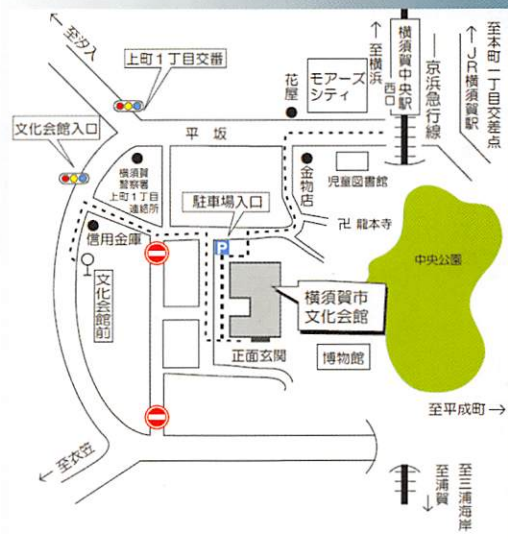 至汐入
上町1丁目交番
文化会館入口
花屋
モアーズ
シティ
至横浜
横須賀中央駅
西口
京浜急行線
JR横須賀駅
至本町一丁目交差点
平坂
横須賀
警察署
上町1丁目
連絡所
金物店
児童図書館
駐車場入口
卍 龍本寺
信用金庫
P
中央公園
文化会館前
横須賀市
文化会館
正面玄関
博物館
至平成町
至衣笠
至浦賀
至三浦海岸